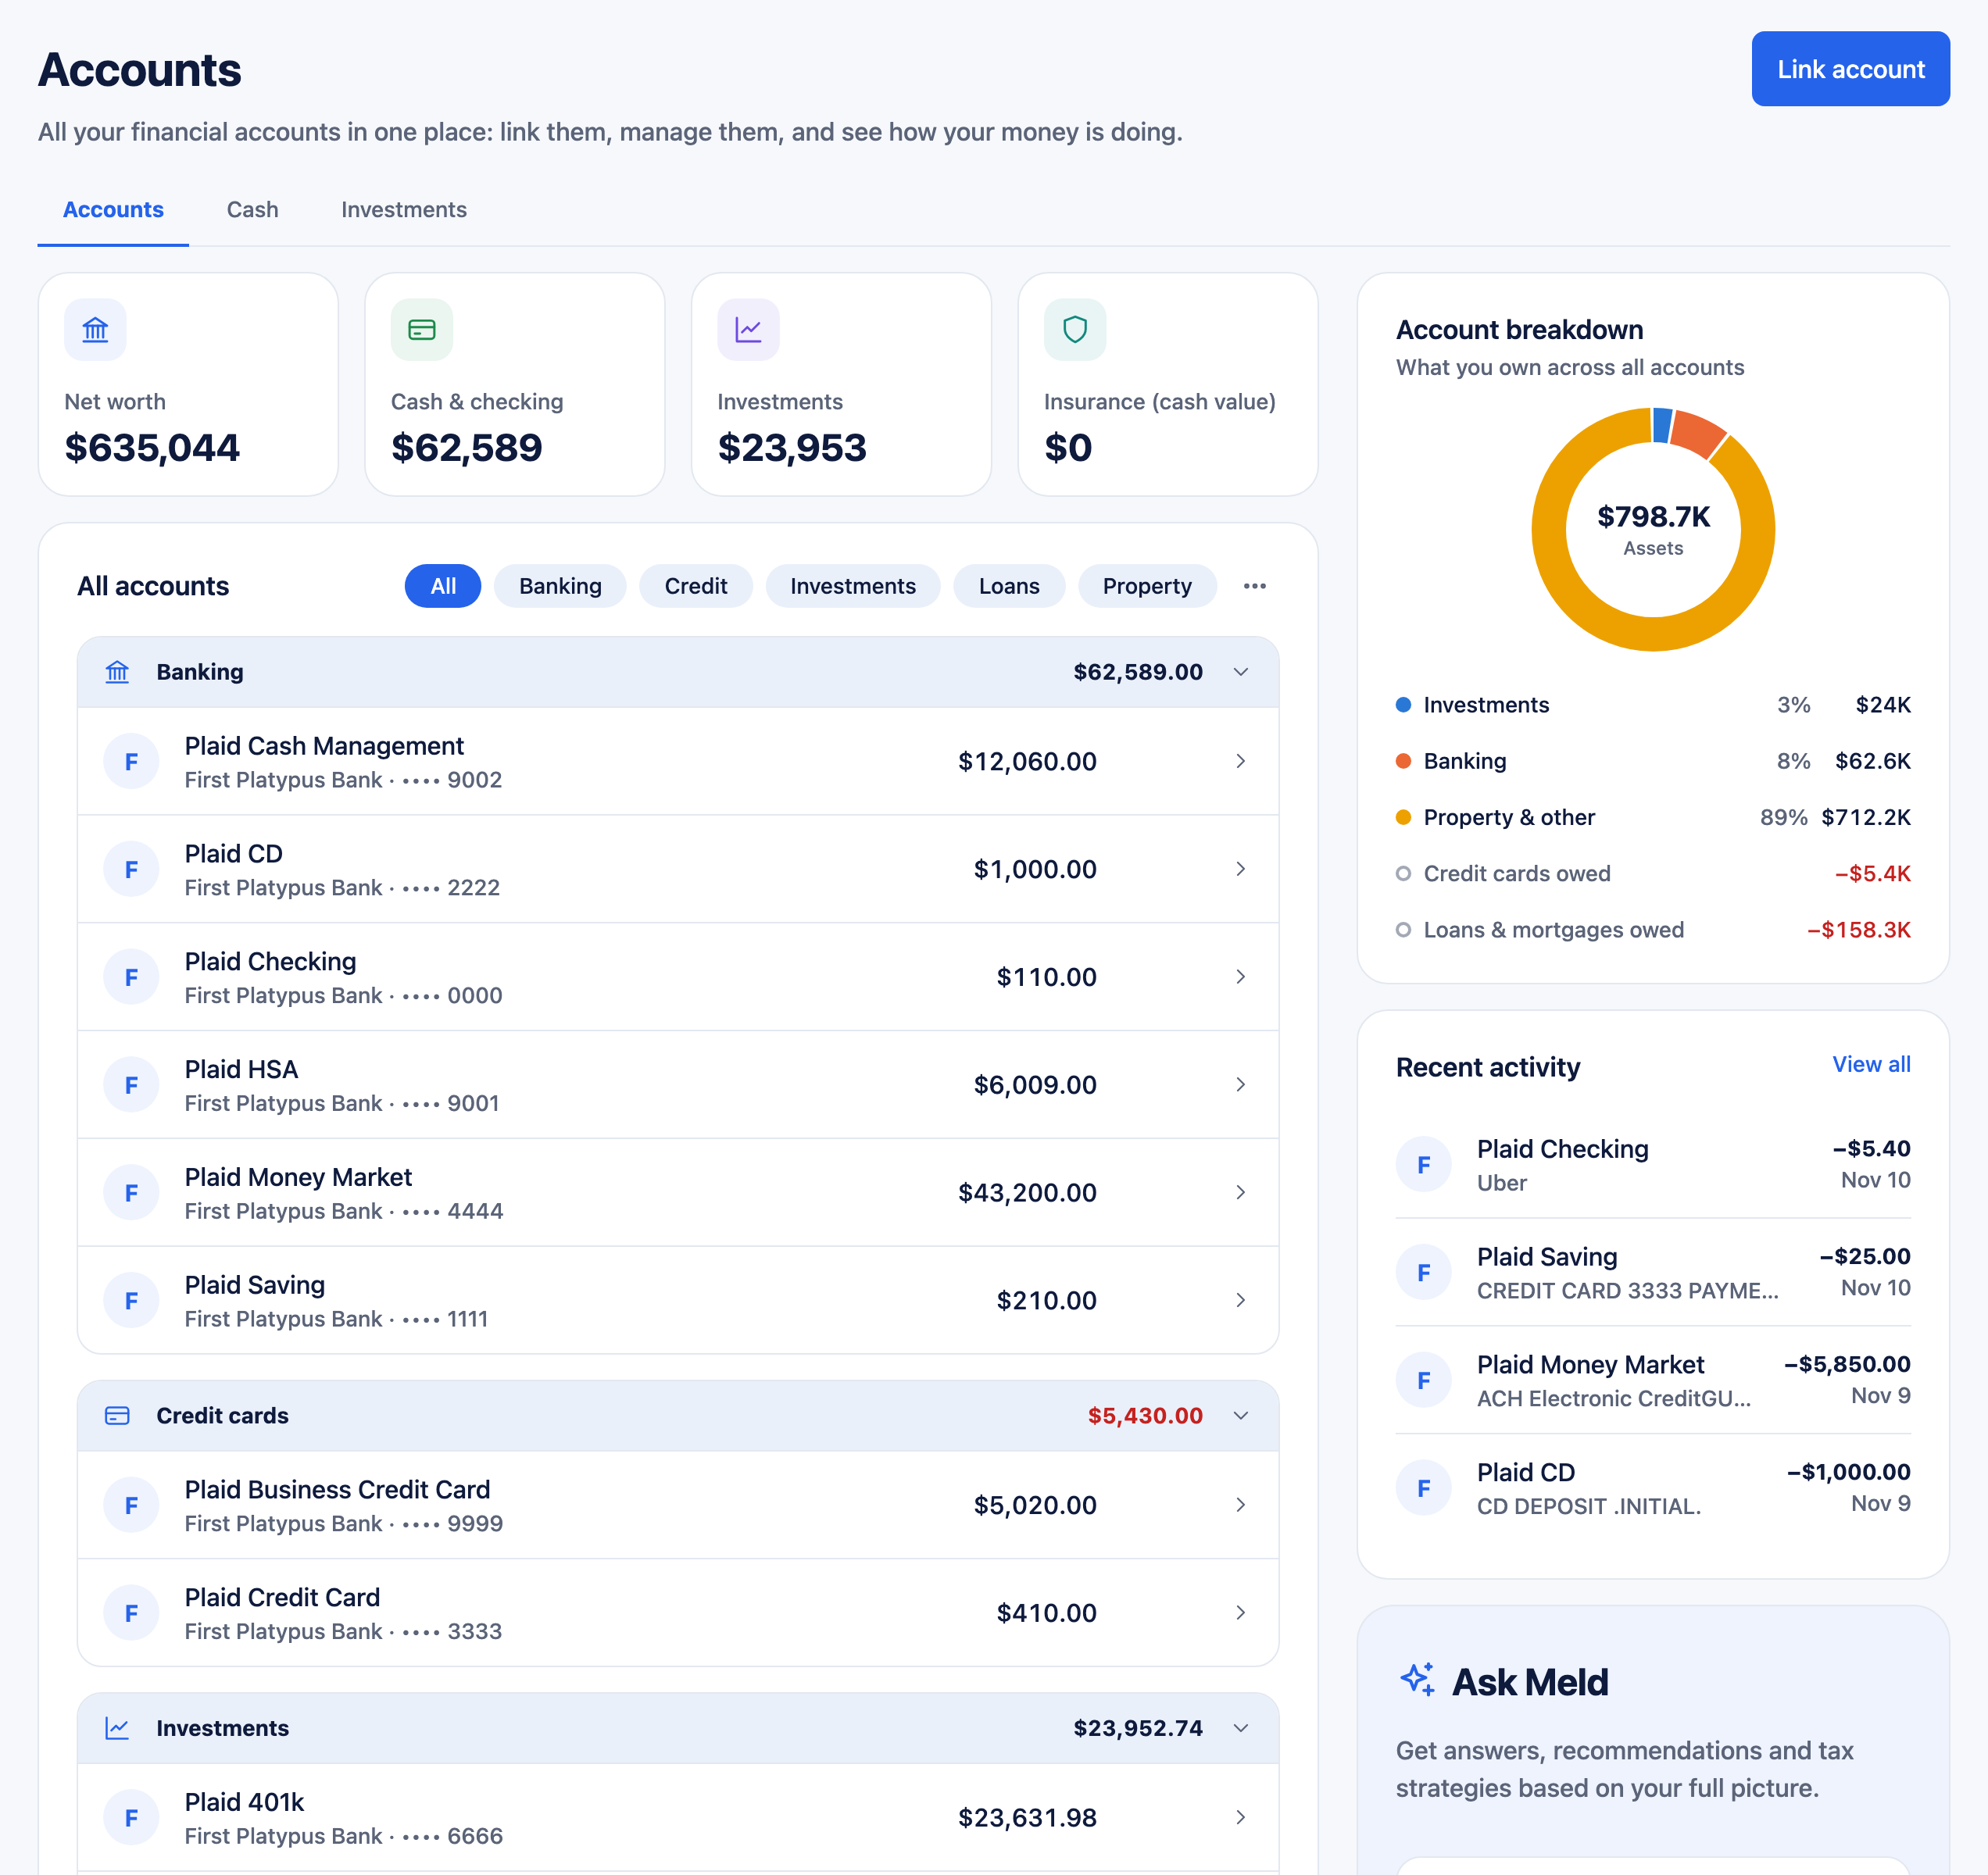 Accounts
Link account
All your financial accounts in one place: link them, manage them, and see how your money is doing.
Accounts
Cash
Investments
Net worth
$635,044
Cash & checking
$62,589
Investments
$23,953
Insurance (cash value)
$0
All accounts
All
Banking
Credit
Investments
Loans
Property
Banking
$62,589.00
F
Plaid Cash Management
First Platypus Bank · •••• 9002
$12,060.00
F
Plaid CD
First Platypus Bank · •••• 2222
$1,000.00
F
Plaid Checking
First Platypus Bank · •••• 0000
$110.00
F
Plaid HSA
First Platypus Bank · •••• 9001
$6,009.00
F
Plaid Money Market
First Platypus Bank · •••• 4444
$43,200.00
F
Plaid Saving
First Platypus Bank · •••• 1111
$210.00
Credit cards
$5,430.00
F
Plaid Business Credit Card
First Platypus Bank · •••• 9999
$5,020.00
F
Plaid Credit Card
First Platypus Bank · •••• 3333
$410.00
Investments
$23,952.74
F
Plaid 401k
First Platypus Bank · •••• 6666
$23,631.98
Account breakdown
What you own across all accounts
$798.7K
Assets
Investments 3% $24K
Banking 8% $62.6K
Property & other 89% $712.2K
Credit cards owed −$5.4K
Loans & mortgages owed −$158.3K
Recent activity
View all
F
Plaid Checking
−$5.40
Uber
Nov 10
F
Plaid Saving
−$25.00
CREDIT CARD 3333 PAYME...
Nov 10
F
Plaid Money Market
−$5,850.00
ACH Electronic CreditGU...
Nov 9
F
Plaid CD
−$1,000.00
CD DEPOSIT .INITIAL.
Nov 9
Ask Meld
Get answers, recommendations and tax
strategies based on your full picture.